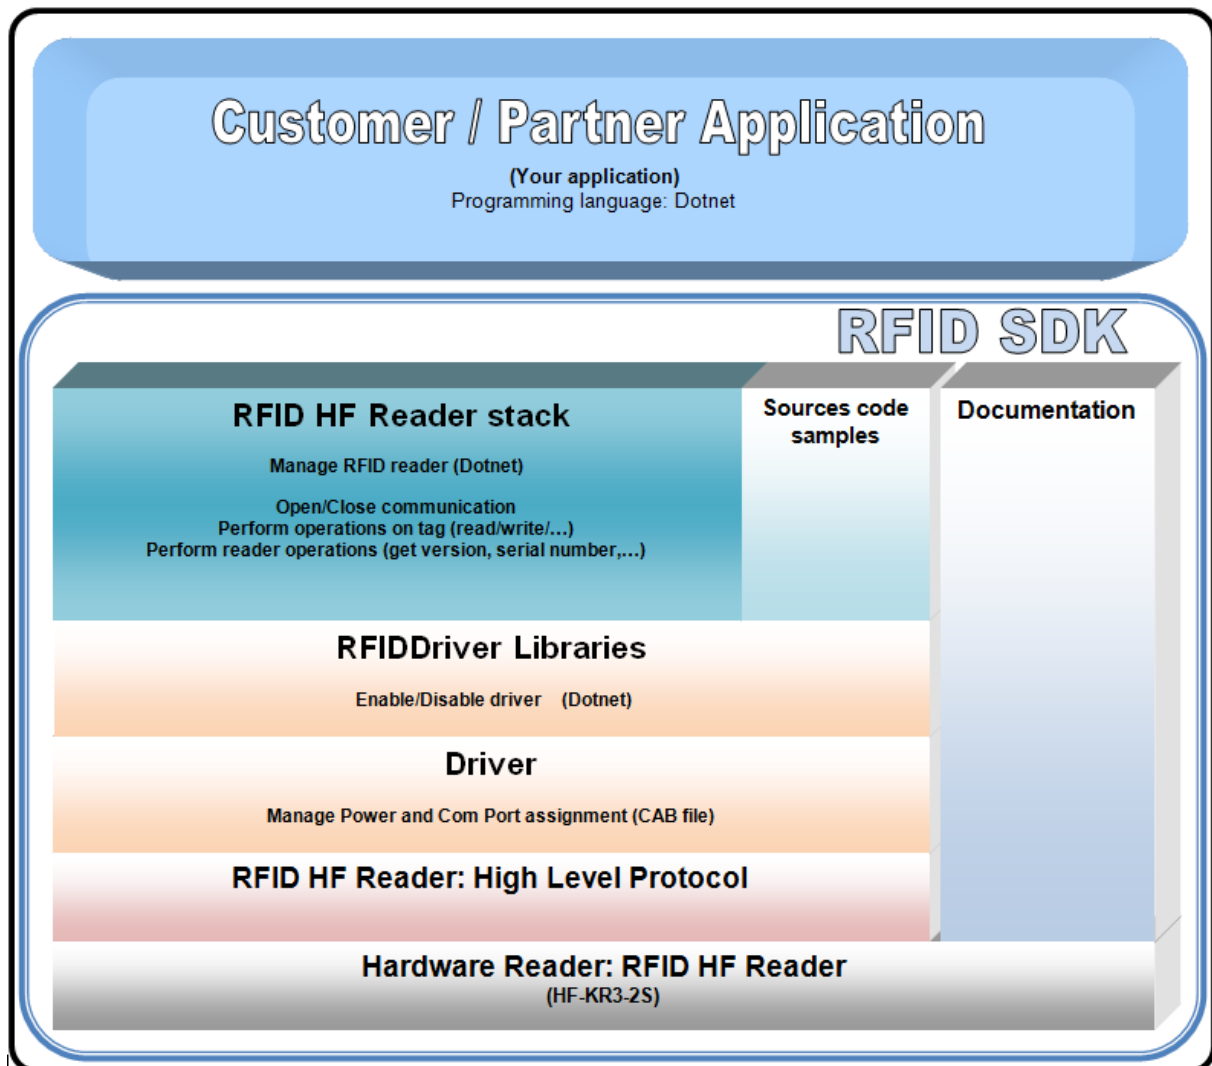 Customer / Partner Application
(Your application)
Programming language: Dotnet
RFID SDK
RFID HF Reader stack
Manage RFID reader (Dotnet)
Open/Close communication
Perform operations on tag (read/write/...)
Perform reader operations (get version, serial number,...)
Sources code
samples
Documentation
RFIDDriver Libraries
Enable/Disable driver (Dotnet)
Driver
Manage Power and Com Port assignment (CAB file)
RFID HF Reader: High Level Protocol
Hardware Reader: RFID HF Reader
(HF-KR3-2S)